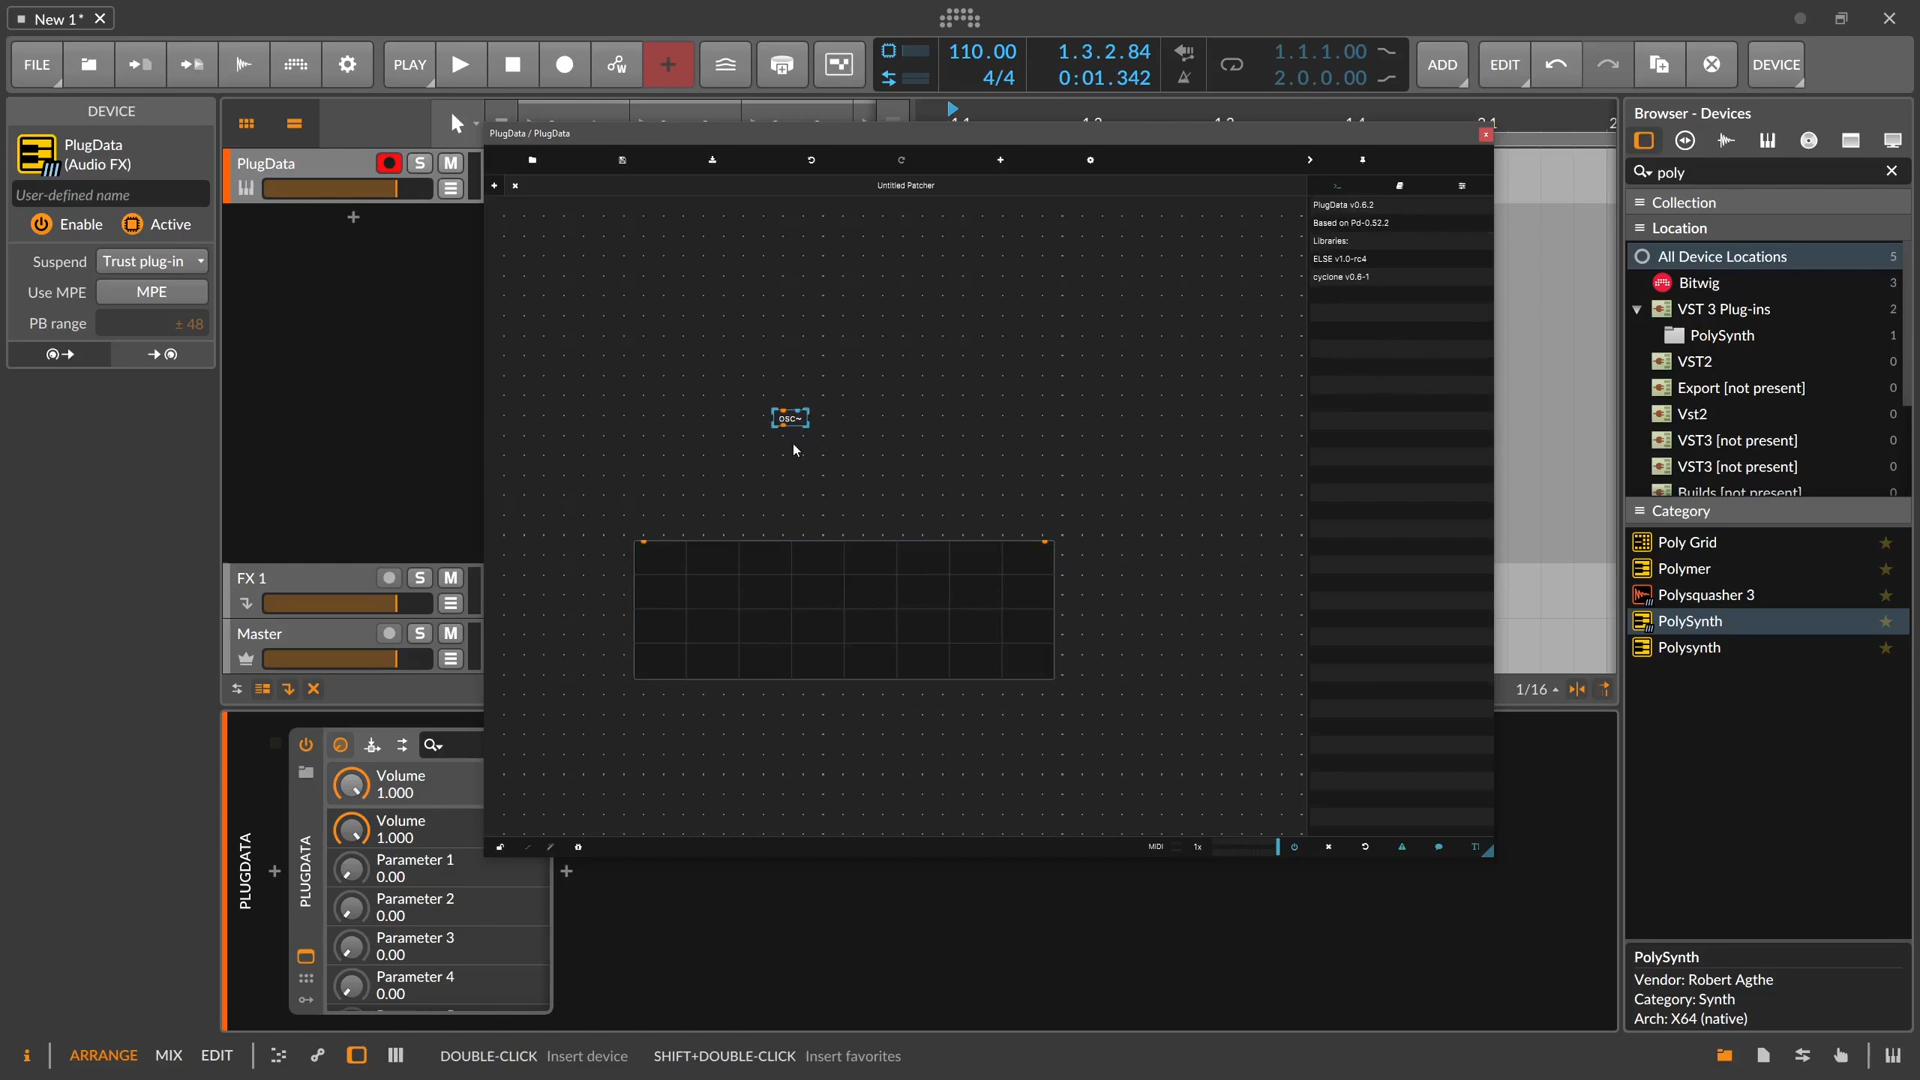 New 1*
FILE
PLAY
110.00
4/4
1.3.2.84
0:01.342
1.1.1.00
2.0.0.00
ADD
EDIT
DEVICE
DEVICE
PlugData
(Audio FX)
User-defined name
Enable
Active
Suspend
Trust plug-in
Use MPE
MPE
PB range
± 48
PlugData
S
M
FX 1
S
M
Master
S
M
PlugData / PlugData
Untitled Patcher
osc~
PlugData v0.6.2
Based on Pd-0.52.2
Libraries:
ELSE v1.0-rc4
cyclone v0.6-1
MIDI
1x
1/16
PLUGDATA
PLUGDATA
Volume
1.000
Volume
1.000
Parameter 1
0.00
Parameter 2
0.00
Parameter 3
0.00
Parameter 4
0.00
Browser - Devices
poly
Collection
Location
All Device Locations 5
Bitwig 3
VST 3 Plug-ins 2
PolySynth 1
VST2 0
Export [not present] 0
Vst2 0
VST3 [not present] 0
VST3 [not present] 0
Builds [not present] 0
Category
Poly Grid
Polymer
Polysquasher 3
PolySynth
Polysynth
PolySynth
Vendor: Robert Agthe
Category: Synth
Arch: X64 (native)
i
ARRANGE MIX EDIT
DOUBLE-CLICK Insert device SHIFT+DOUBLE-CLICK Insert favorites